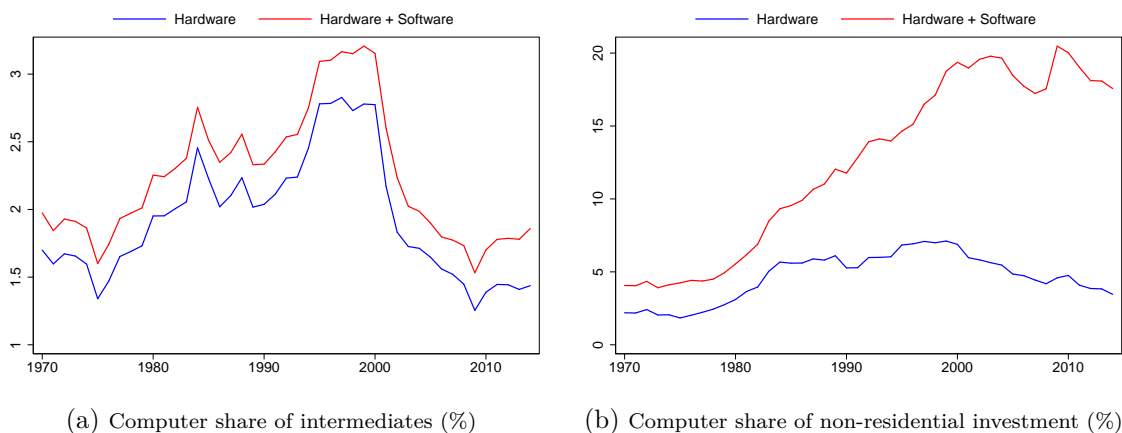 Hardware Hardware + Software
3
2.5
2
1.5
1
1970 1980 1990 2000 2010
(a) Computer share of intermediates (%)
Hardware Hardware + Software
20
15
10
5
0
1970 1980 1990 2000 2010
(b) Computer share of non-residential investment (%)